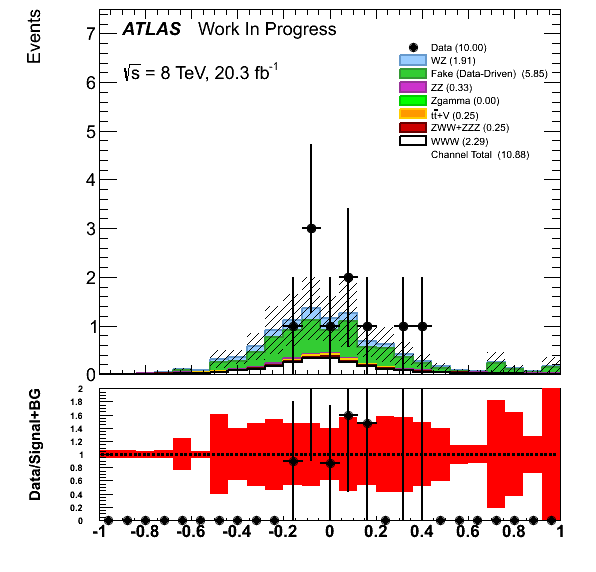 Events
ATLAS Work In Progress
√s = 8 TeV, 20.3 fb-1
Data (10.00)
WZ (1.91)
Fake (Data-Driven) (5.85)
ZZ (0.33)
Zgamma (0.00)
tt̄+V (0.25)
ZWW+ZZZ (0.25)
WWW (2.29)
Channel Total (10.88)
7
6
5
4
3
2
1
0
Data/Signal+BG
2
1.8
1.6
1.4
1.2
1
0.8
0.6
0.4
0.2
0
-1 -0.8 -0.6 -0.4 -0.2 0 0.2 0.4 0.6 0.8 1